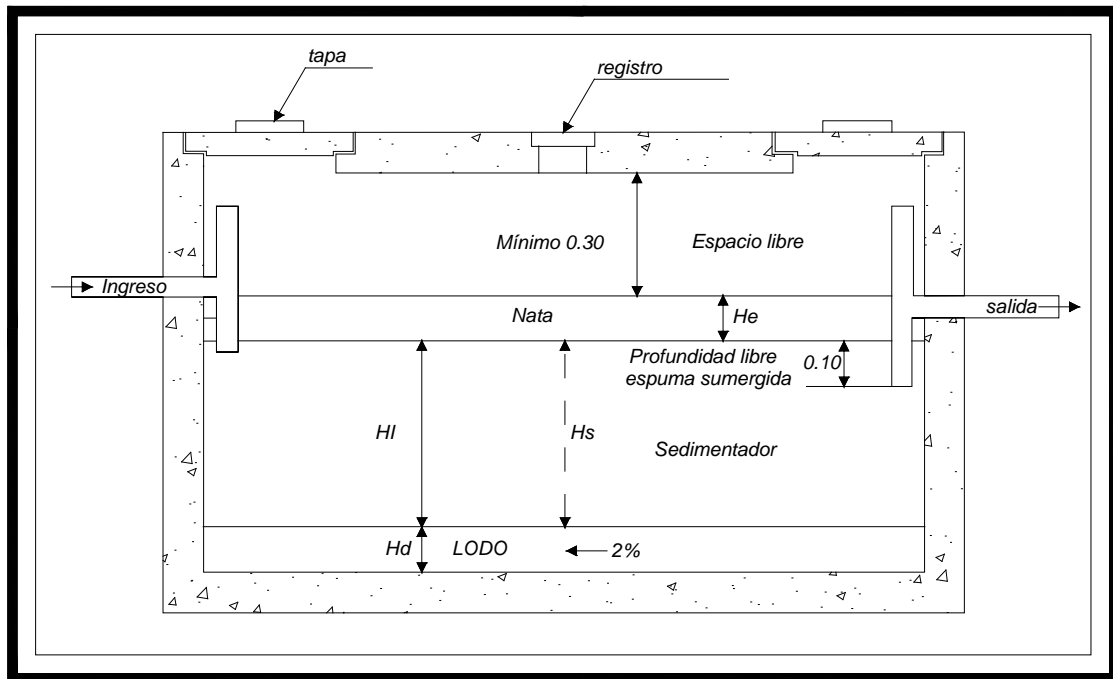 tapa
registro
Mínimo 0.30
Espacio libre
Ingreso
Nata
He
salida
Profundidad libre
espuma sumergida
0.10
Hl
Hs
Sedimentador
Hd
LODO
2%